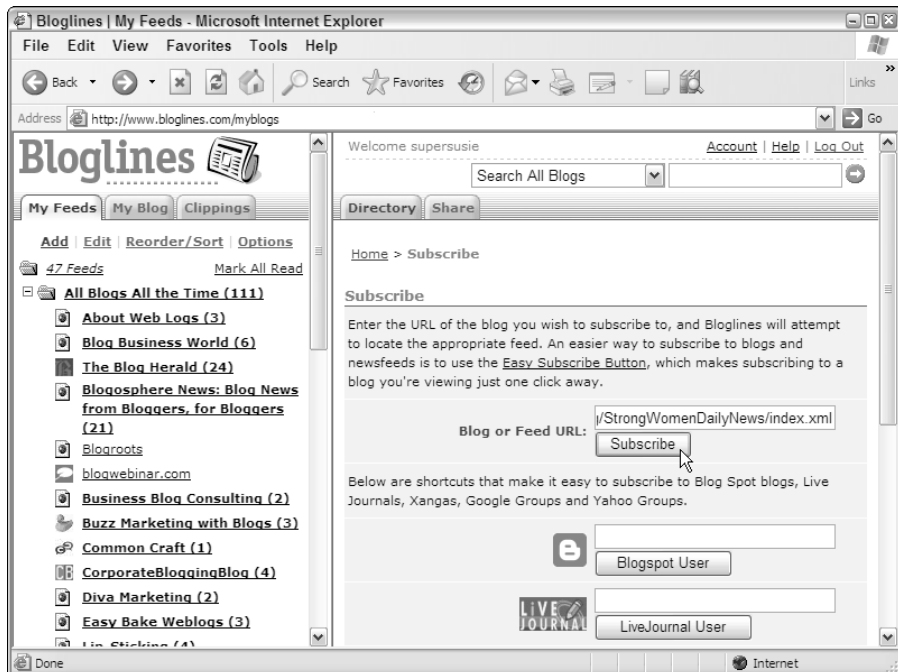 Bloglines | My Feeds - Microsoft Internet Explorer
File Edit View Favorites Tools Help
Back Search Favorites Links »
Address http://www.bloglines.com/myblogs Go
Bloglines
My Feeds My Blog Clippings
Add | Edit | Reorder/Sort | Options
47 Feeds Mark All Read
All Blogs All the Time (111)
About Web Logs (3)
Blog Business World (6)
The Blog Herald (24)
Blogosphere News: Blog News
from Bloggers, for Bloggers
(21)
Blogroots
blogwebinar.com
Business Blog Consulting (2)
Buzz Marketing with Blogs (3)
Common Craft (1)
CorporateBloggingBlog (4)
Diva Marketing (2)
Easy Bake Weblogs (3)
Lip-Sticking (4)
Welcome supersusie Account | Help | Log Out
Search All Blogs
Directory Share
Home > Subscribe
Subscribe
Enter the URL of the blog you wish to subscribe to, and Bloglines will attempt
to locate the appropriate feed. An easier way to subscribe to blogs and
newsfeeds is to use the Easy Subscribe Button, which makes subscribing to a
blog you're viewing just one click away.
Blog or Feed URL: /StrongWomenDailyNews/index.xml
Subscribe
Below are shortcuts that make it easy to subscribe to Blog Spot blogs, Live
Journals, Xangas, Google Groups and Yahoo Groups.
Blogspot User
LiVE JOURNAL
LiveJournal User
Done Internet